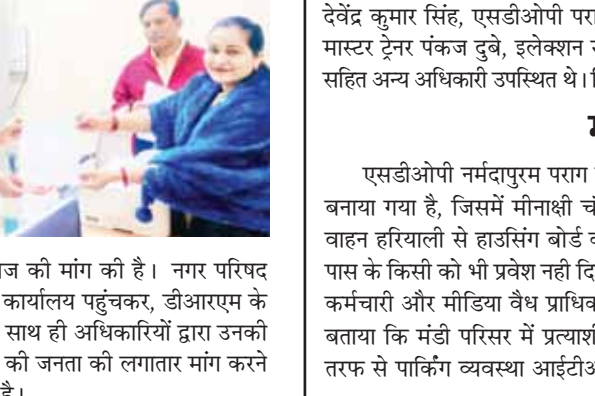 ज की मांग की है। नगर परिषद
कार्यालय पहुंचकर, डीआरएम के
साथ ही अधिकारियों द्वारा उनकी
की जनता की लगातार मांग करने
है।
देवेंद्र कुमार सिंह, एसडीओपी परा
मास्टर ट्रेनर पंकज दुबे, इलेक्शन
सहित अन्य अधिकारी उपस्थित थे।
एसडीओपी नर्मदापुरम पराग
बनाया गया है, जिसमें मीनाक्षी चं
वाहन हरियाली से हाउसिंग बोर्ड
पास के किसी को भी प्रवेश नही दि
कर्मचारी और मीडिया वैध प्राधिक
बताया कि मंडी परिसर में प्रत्याशी
तरफ से पार्किंग व्यवस्था आईटीअ